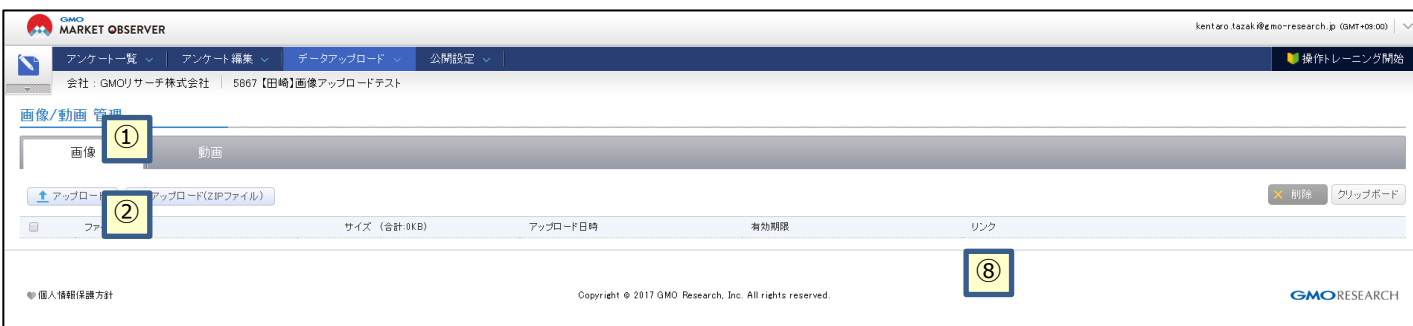 GMO
MARKET OBSERVER
kentaro.tazaki@gmo-research.jp (GMT+09:00)
アンケート一覧 アンケート編集 データアップロード 公開設定 操作トレーニング開始
会社 : GMOリサーチ株式会社 5867 【田崎】画像アップロードテスト
画像/動画 管理
①
画像 動画
アップロード アップロード(ZIPファイル) 削除 クリップボード
②
ファ サイズ (合計:0KB) アップロード日時 有効期限 リンク
⑧
個人情報保護方針 Copyright © 2017 GMO Research, Inc. All rights reserved. GMORESEARCH